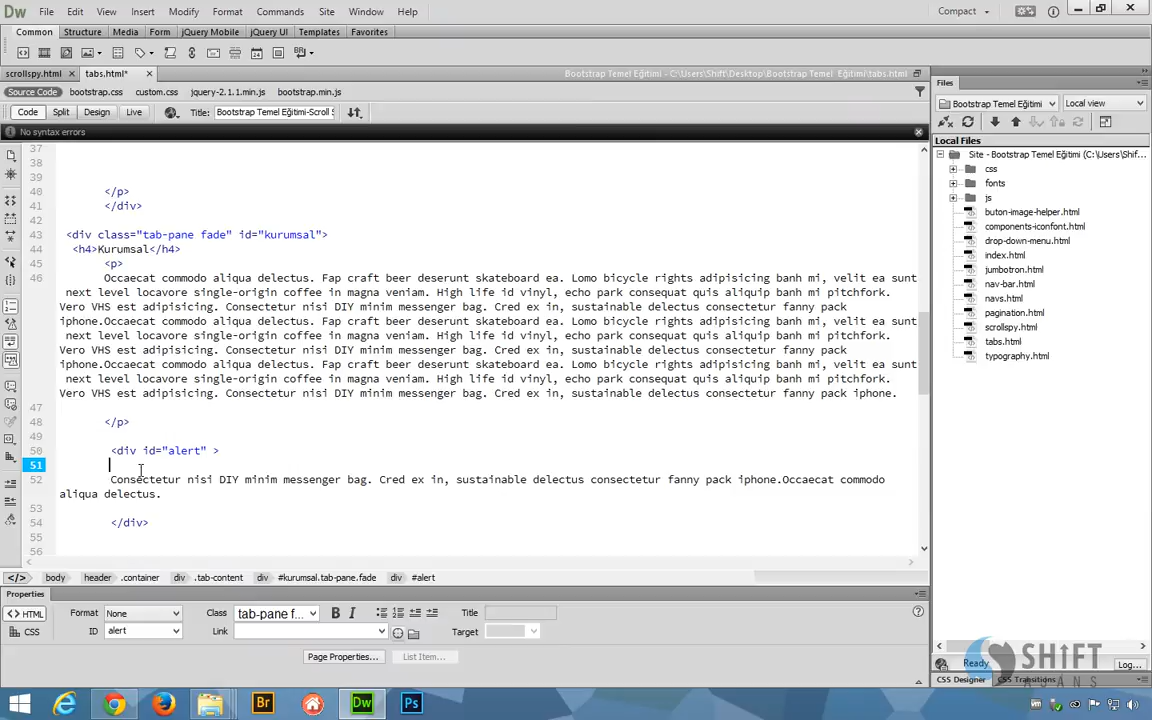 Dw File Edit View Insert Modify Format Commands Site Window Help Compact
Common Structure Media Form jQuery Mobile jQuery UI Templates Favorites
scrollspy.html tabs.html* Bootstrap Temel Eğitimi - C:\Users\Shift\Desktop\Bootstrap Temel Eğitimi\tabs.html
Source Code bootstrap.css custom.css jquery-2.1.1.min.js bootstrap.min.js
Code Split Design Live Title: Bootstrap Temel Eğitimi-Scroll S
No syntax errors
37
38
39
40 </p>
41 </div>
42
43 <div class="tab-pane fade" id="kurumsal">
44 <h4>Kurumsal</h4>
45 <p>
46 Occaecat commodo aliqua delectus. Fap craft beer deserunt skateboard ea. Lomo bicycle rights adipisicing banh mi, velit ea sunt
next level locavore single-origin coffee in magna veniam. High life id vinyl, echo park consequat quis aliquip banh mi pitchfork.
Vero VHS est adipisicing. Consectetur nisi DIY minim messenger bag. Cred ex in, sustainable delectus consectetur fanny pack
iphone.Occaecat commodo aliqua delectus. Fap craft beer deserunt skateboard ea. Lomo bicycle rights adipisicing banh mi, velit ea sunt
next level locavore single-origin coffee in magna veniam. High life id vinyl, echo park consequat quis aliquip banh mi pitchfork.
Vero VHS est adipisicing. Consectetur nisi DIY minim messenger bag. Cred ex in, sustainable delectus consectetur fanny pack
iphone.Occaecat commodo aliqua delectus. Fap craft beer deserunt skateboard ea. Lomo bicycle rights adipisicing banh mi, velit ea sunt
next level locavore single-origin coffee in magna veniam. High life id vinyl, echo park consequat quis aliquip banh mi pitchfork.
Vero VHS est adipisicing. Consectetur nisi DIY minim messenger bag. Cred ex in, sustainable delectus consectetur fanny pack iphone.
47
48 </p>
49
50 <div id="alert" >
51
52 Consectetur nisi DIY minim messenger bag. Cred ex in, sustainable delectus consectetur fanny pack iphone.Occaecat commodo
aliqua delectus.
53
54 </div>
55
56
</> body header .container div .tab-content div #kurumsal.tab-pane.fade div #alert
Properties
<> HTML Format None Class tab-pane f... B I Title
CSS ID alert Link Target
Page Properties... List Item...
Files
Bootstrap Temel Eğitimi Local view
Local Files
Site - Bootstrap Temel Eğitimi (C:\Users\Shif...
css
fonts
js
buton-image-helper.html
components-iconfont.html
drop-down-menu.html
index.html
jumbotron.html
nav-bar.html
navs.html
pagination.html
scrollspy.html
tabs.html
typography.html
Ready Log...
SHiFT
AJANS
CSS Designer CSS Transitions
Br Dw Ps